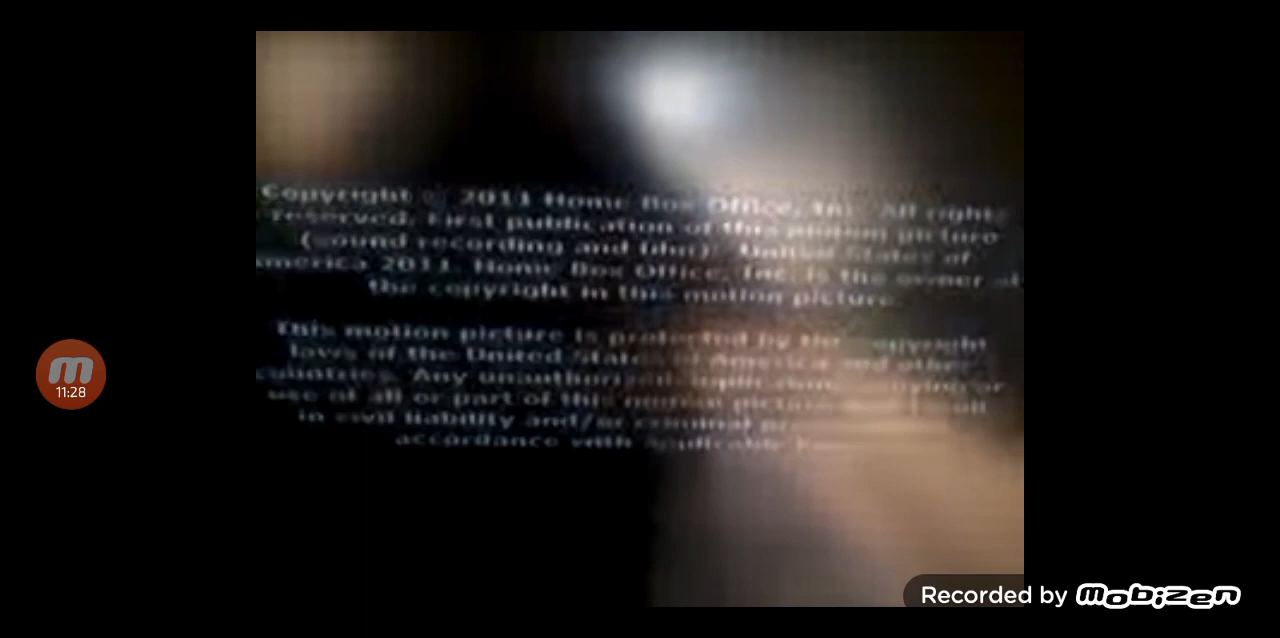 Copyright © 2011 Home Box Office, Inc. All rights
reserved. First publication of this motion picture
(sound recording and film): United States of
America 2011. Home Box Office, Inc. is the owner of
the copyright in this motion picture.
This motion picture is protected by the copyright
laws of the United States of America and other
countries. Any unauthorized
use of all or part of this motion picture
in civil liability and/or criminal
accordance with applicable
m
11:28
Recorded by mobizen